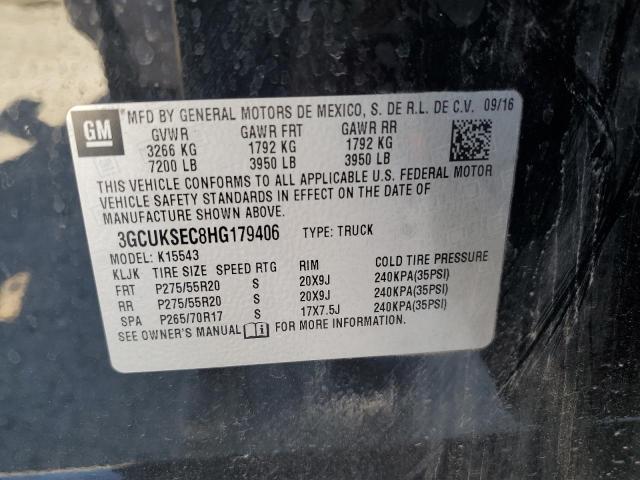 GM
MFD BY GENERAL MOTORS DE MEXICO, S. DE R.L. DE C.V. 09/16
GVWR GAWR FRT GAWR RR
3266 KG 1792 KG 1792 KG
7200 LB 3950 LB 3950 LB
THIS VEHICLE CONFORMS TO ALL APPLICABLE U.S. FEDERAL MOTOR
VEHICLE SAFETY STANDARDS IN EFFECT ON THE DATE OF
MANUFACTURE SHOWN ABOVE.
3GCUKSEC8HG179406 TYPE: TRUCK
MODEL: K15543
KLJK TIRE SIZE SPEED RTG RIM COLD TIRE PRESSURE
FRT P275/55R20 S 20X9J 240KPA(35PSI)
RR P275/55R20 S 20X9J 240KPA(35PSI)
SPA P265/70R17 S 17X7.5J 240KPA(35PSI)
SEE OWNER'S MANUAL FOR MORE INFORMATION.